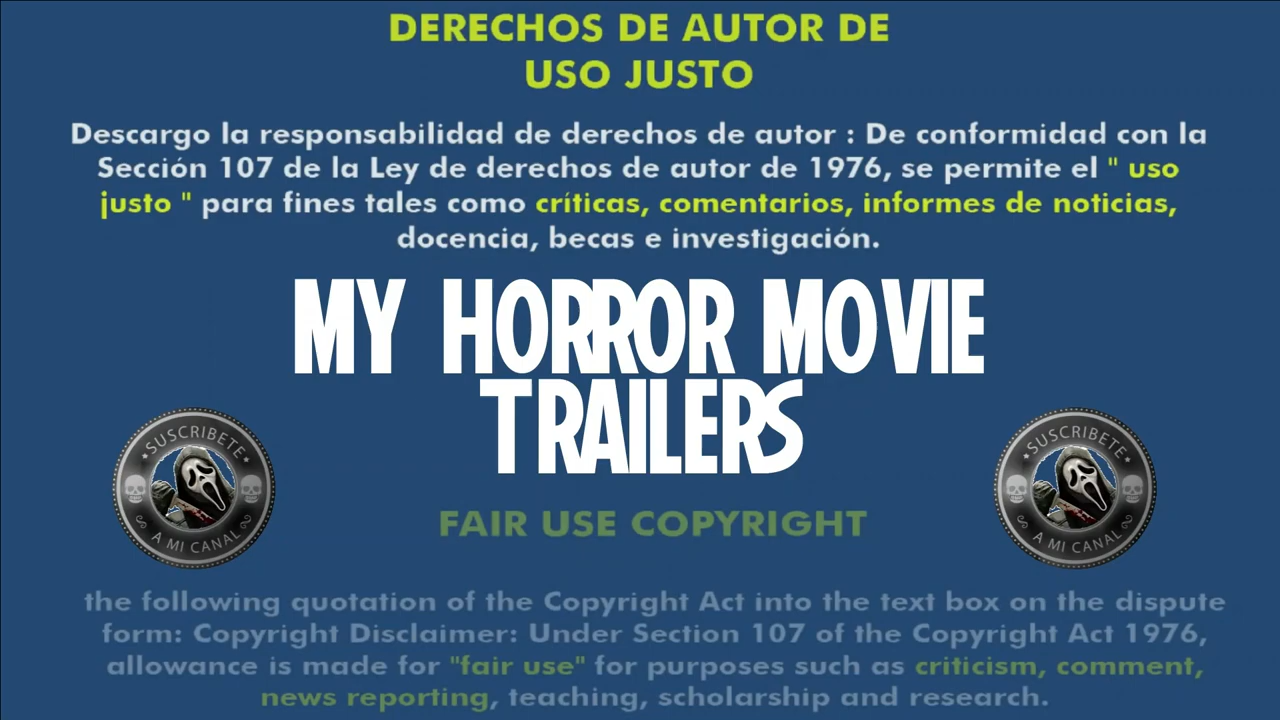 DERECHOS DE AUTOR DE
USO JUSTO
Descargo la responsabilidad de derechos de autor : De conformidad con la
Sección 107 de la Ley de derechos de autor de 1976, se permite el " uso
justo " para fines tales como críticas, comentarios, informes de noticias,
docencia, becas e investigación.
MY HORROR MOVIE
TRAILERS
SUSCRIBETE
A MI CANAL
SUSCRIBETE
A MI CANAL
FAIR USE COPYRIGHT
the following quotation of the Copyright Act into the text box on the dispute
form: Copyright Disclaimer: Under Section 107 of the Copyright Act 1976,
allowance is made for "fair use" for purposes such as criticism, comment,
news reporting, teaching, scholarship and research.